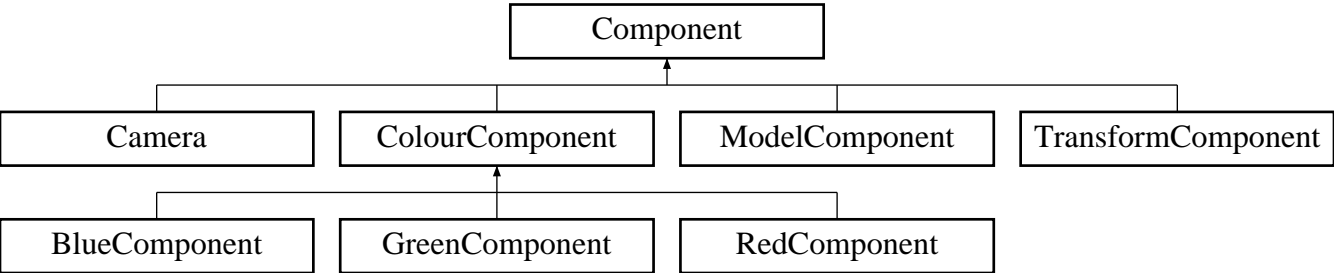 Component
Camera
ColourComponent
ModelComponent
TransformComponent
BlueComponent
GreenComponent
RedComponent